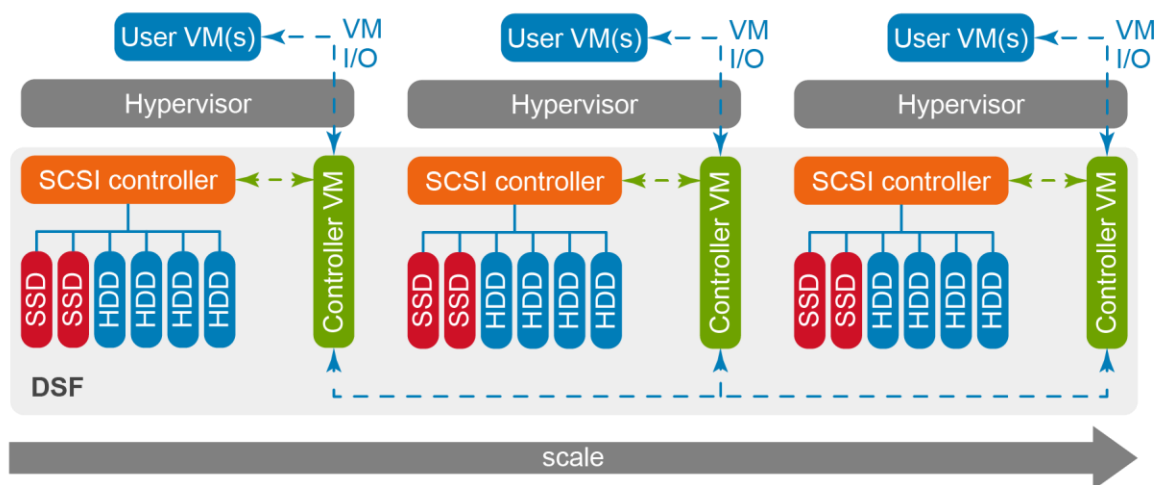 User VM(s)
VM
I/O
User VM(s)
VM
I/O
User VM(s)
VM
I/O
Hypervisor
Hypervisor
Hypervisor
SCSI controller
Controller VM
SCSI controller
Controller VM
SCSI controller
Controller VM
SSD
SSD
HDD
HDD
HDD
HDD
SSD
SSD
HDD
HDD
HDD
HDD
SSD
SSD
HDD
HDD
HDD
HDD
DSF
scale